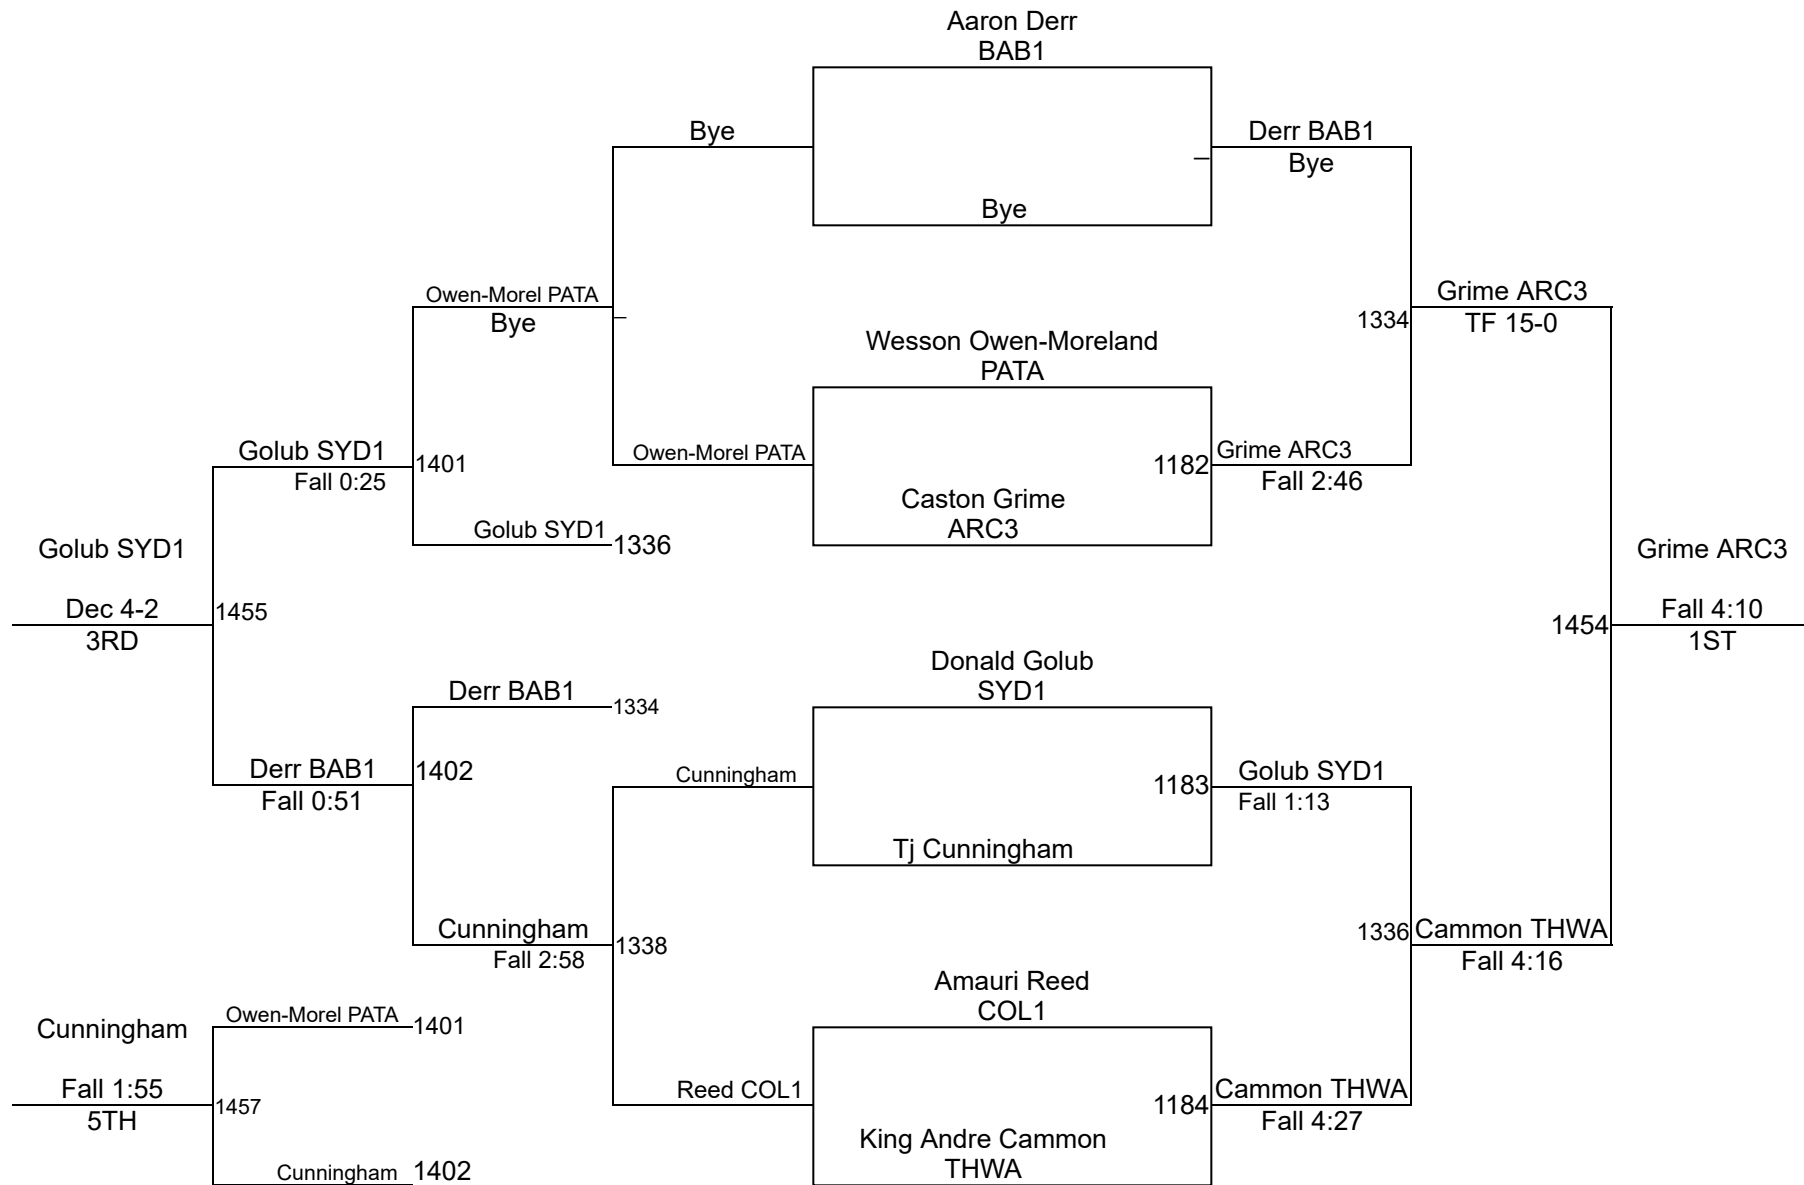 Aaron Derr
BAB1
Bye
Derr BAB1
Bye
Bye
Owen-Morel PATA
Bye
Grime ARC3
1334
TF 15-0
Wesson Owen-Moreland
PATA
Golub SYD1
1401
Fall 0:25
Owen-Morel PATA
1182
Grime ARC3
Fall 2:46
Caston Grime
ARC3
Golub SYD1
1336
Golub SYD1
Dec 4-2
3RD
1455
Grime ARC3
1454
Fall 4:10
1ST
Donald Golub
SYD1
Derr BAB1
1334
Derr BAB1
1402
Fall 0:51
Cunningham
1183
Golub SYD1
Fall 1:13
Tj Cunningham
Cunningham
1338
Fall 2:58
1336
Cammon THWA
Fall 4:16
Amauri Reed
COL1
Owen-Morel PATA
1401
Cunningham
Fall 1:55
5TH
1457
Reed COL1
1184
Cammon THWA
Fall 4:27
King Andre Cammon
THWA
Cunningham
1402